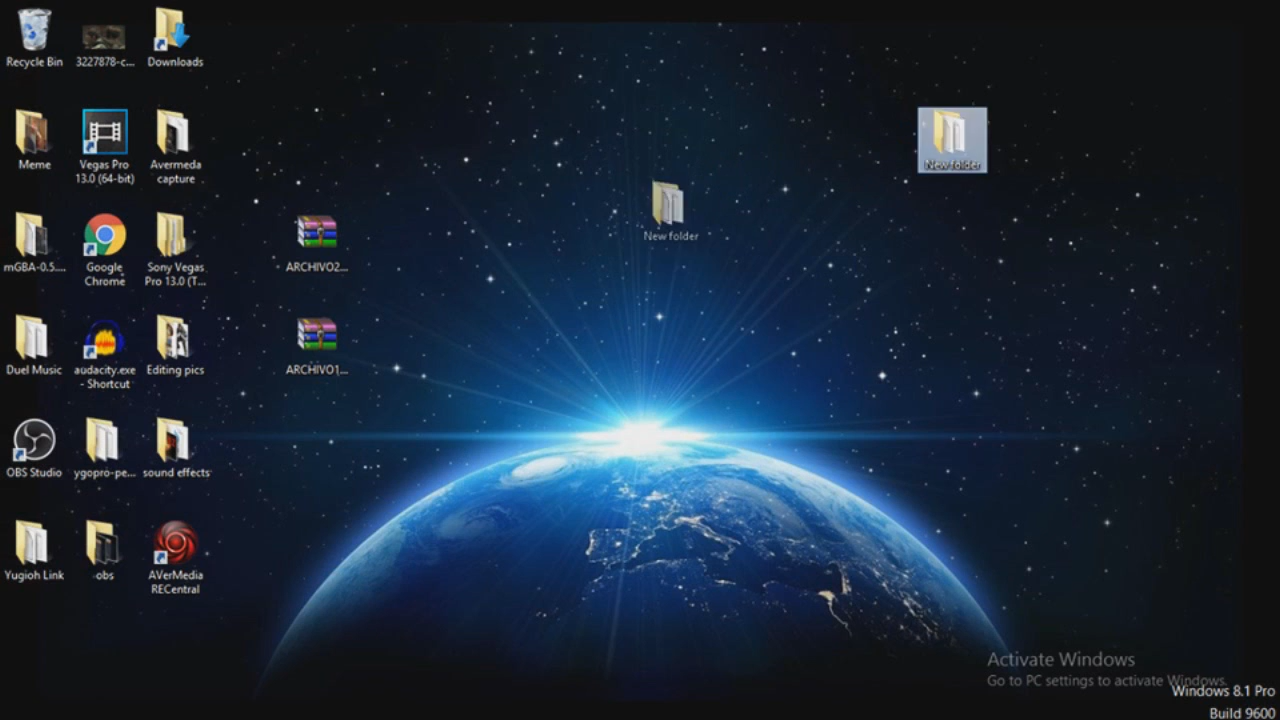 Recycle Bin
3227878-c...
Downloads
Meme
Vegas Pro
13.0 (64-bit)
Avermeda
capture
New folder
New folder
mGBA-0.5....
Google
Chrome
Sony Vegas
Pro 13.0 (T...
ARCHIVO2...
Duel Music
audacity.exe
- Shortcut
Editing pics
ARCHIVO1...
OBS Studio
ygopro-pe...
sound effects
Yugioh Link
-obs
AVerMedia
RECentral
Activate Windows
Go to PC settings to activate Windows.
Windows 8.1 Pro
Build 9600